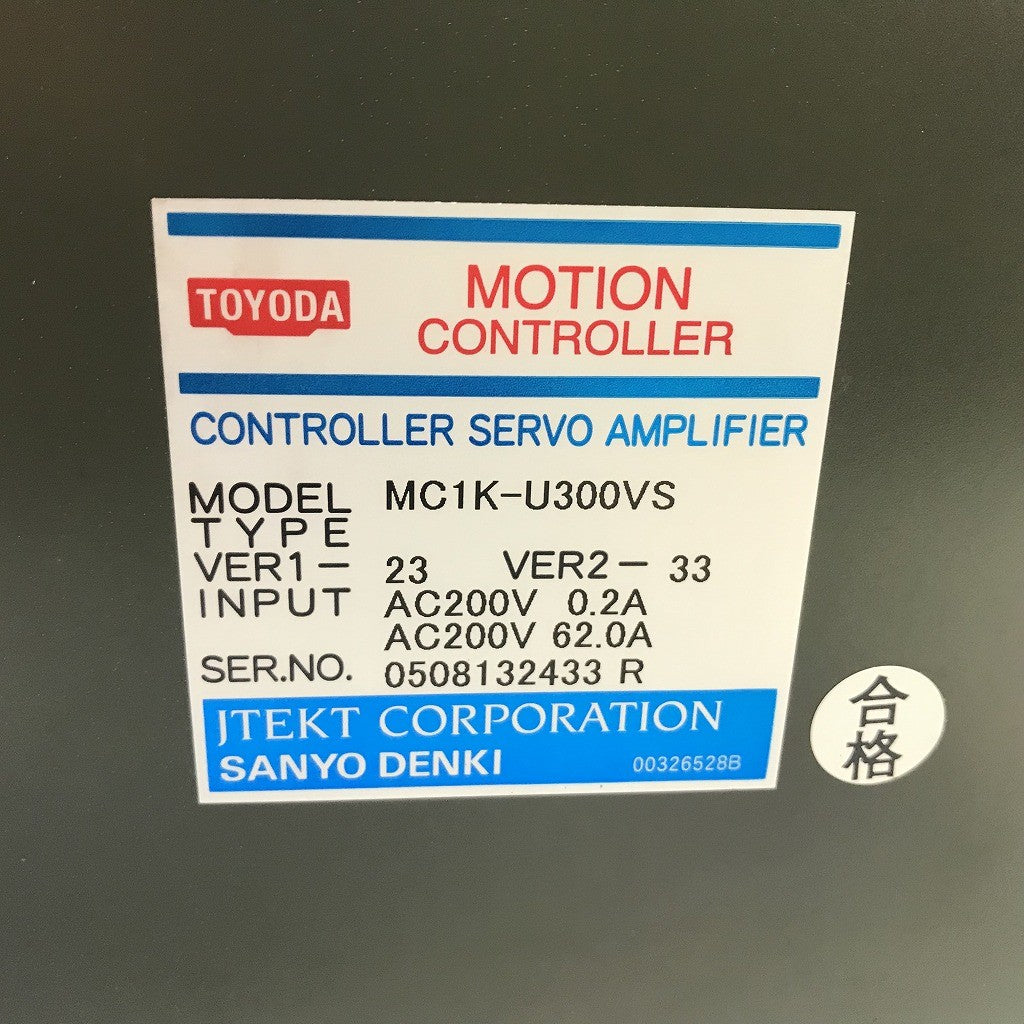 TOYODA
MOTION
CONTROLLER
CONTROLLER SERVO AMPLIFIER
MODEL MC1K-U300VS
TYPE
VER1- 23 VER2- 33
INPUT AC200V 0.2A
AC200V 62.0A
SER.NO. 0508132433 R
JTEKT CORPORATION
SANYO DENKI 00326528B
合
格